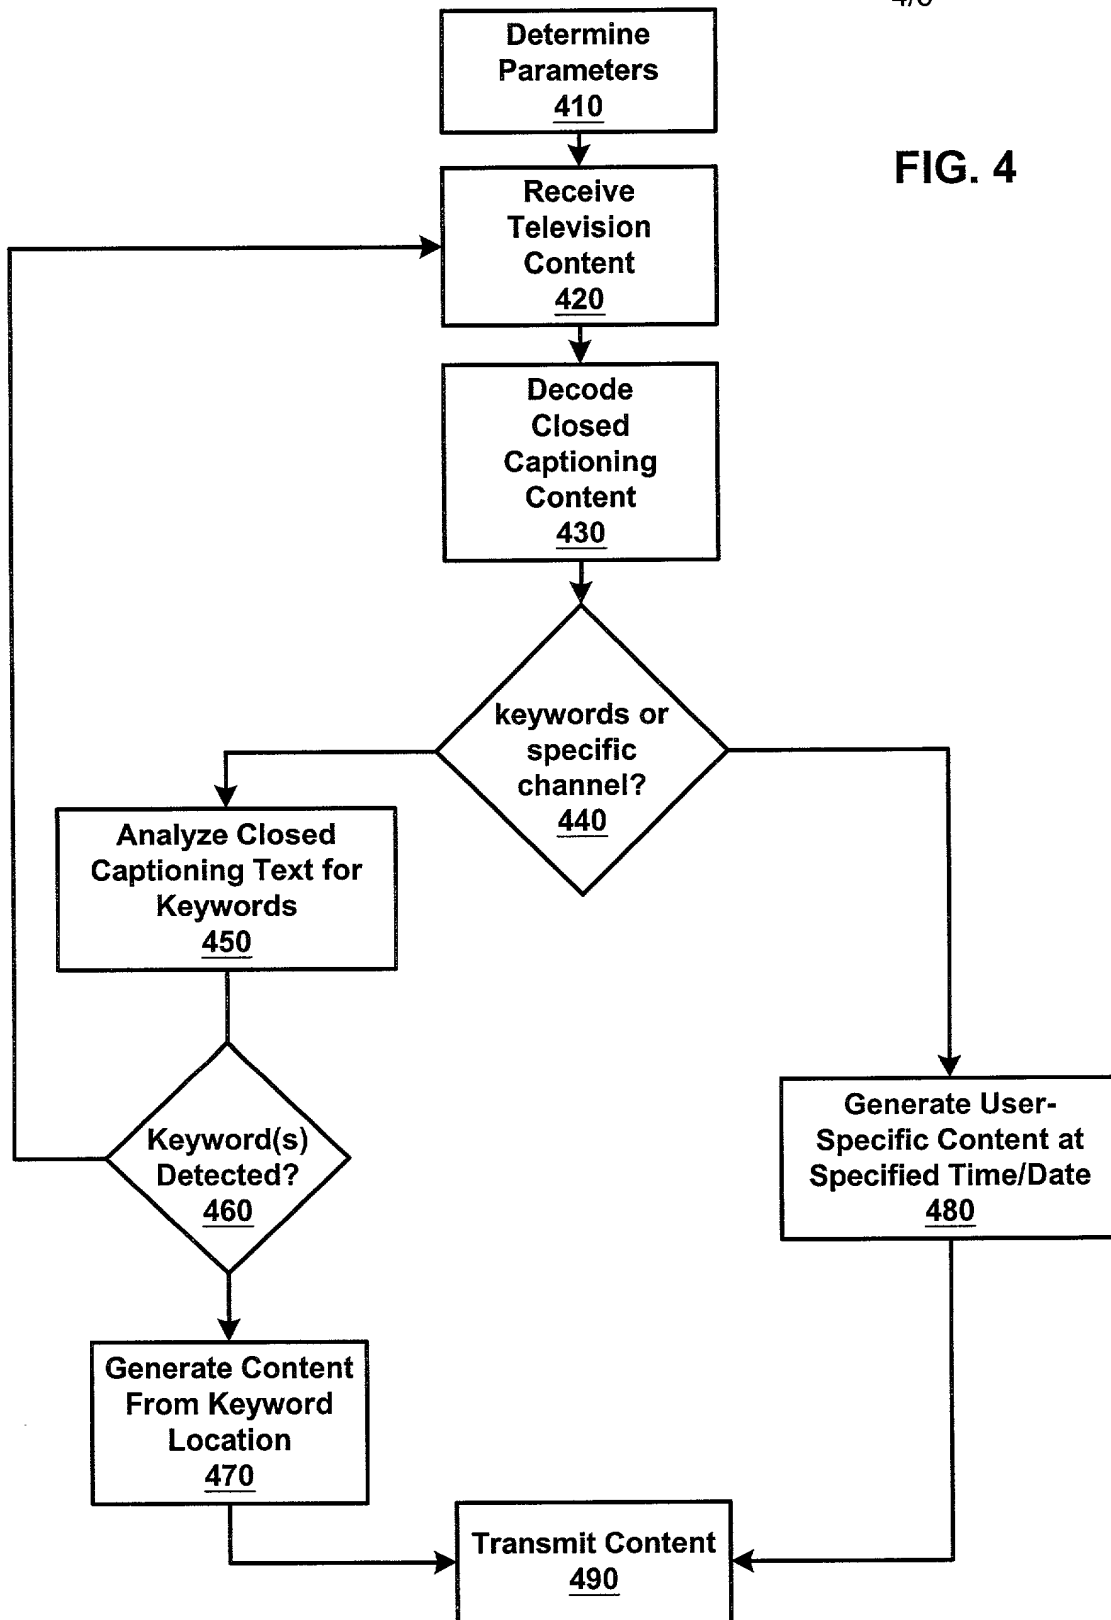 Determine
Parameters
410
FIG. 4
Receive
Television
Content
420
Decode
Closed
Captioning
Content
430
keywords or
specific
channel?
440
Analyze Closed
Captioning Text for
Keywords
450
Keyword(s)
Detected?
460
Generate User-
Specific Content at
Specified Time/Date
480
Generate Content
From Keyword
Location
470
Transmit Content
490